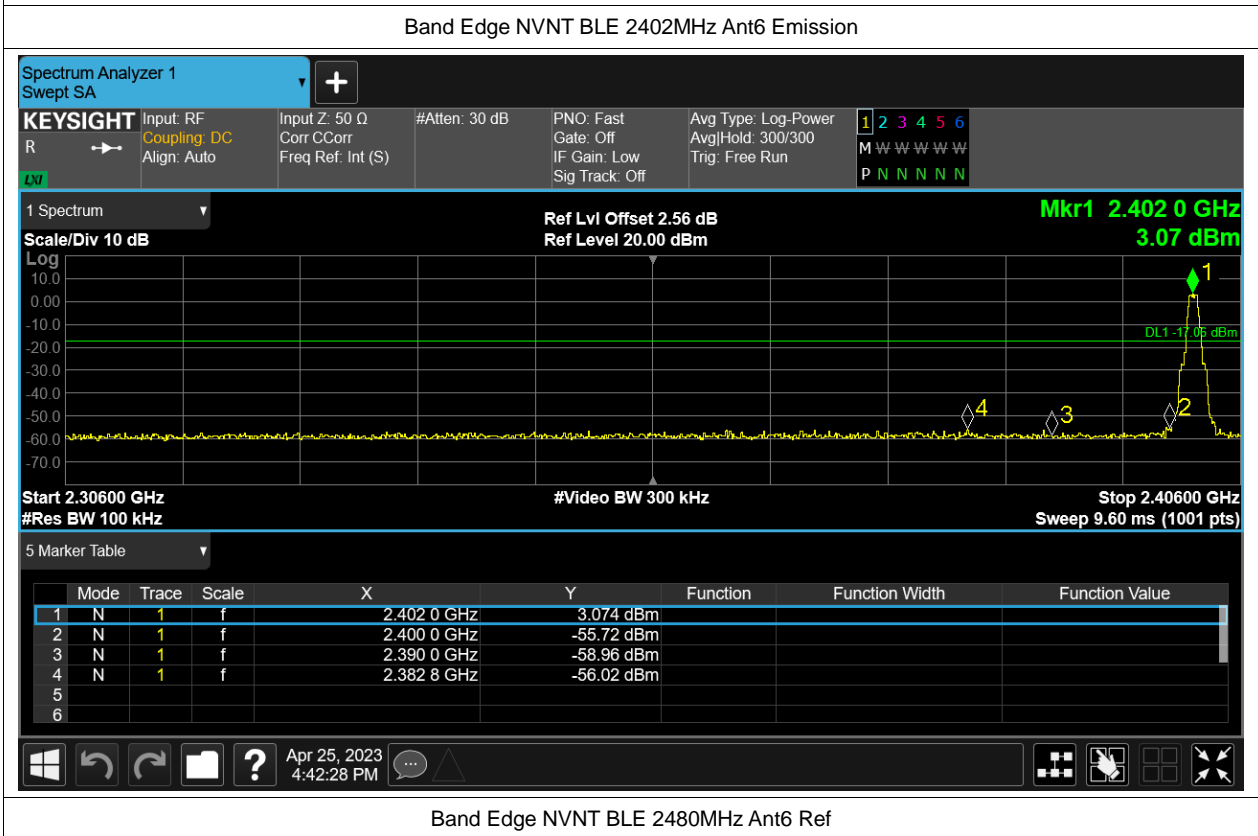 Band Edge NVNT BLE 2402MHz Ant6 Emission
Spectrum Analyzer 1
Swept SA
KEYSIGHT Input: RF Input Z: 50 Ω #Atten: 30 dB PNO: Fast Avg Type: Log-Power 1 2 3 4 5 6
R Coupling: DC Corr CCorr Gate: Off Avg|Hold: 300/300 M W W W W W
Align: Auto Freq Ref: Int (S) IF Gain: Low Trig: Free Run
LXI Sig Track: Off P N N N N N
1 Spectrum Ref Lvl Offset 2.56 dB Mkr1 2.402 0 GHz
Scale/Div 10 dB Ref Level 20.00 dBm 3.07 dBm
Log
1
10.0
0.00
-10.0
DL1 -17.06 dBm
-20.0
-30.0
-40.0
4 3 2
-50.0
-60.0
-70.0
Start 2.30600 GHz #Video BW 300 kHz Stop 2.40600 GHz
#Res BW 100 kHz Sweep 9.60 ms (1001 pts)
5 Marker Table
Mode Trace Scale X Y Function Function Width Function Value
1 N 1 f 2.402 0 GHz 3.074 dBm
2 N 1 f 2.400 0 GHz -55.72 dBm
3 N 1 f 2.390 0 GHz -58.96 dBm
4 N 1 f 2.382 8 GHz -56.02 dBm
5
6
? Apr 25, 2023
4:42:28 PM
Band Edge NVNT BLE 2480MHz Ant6 Ref